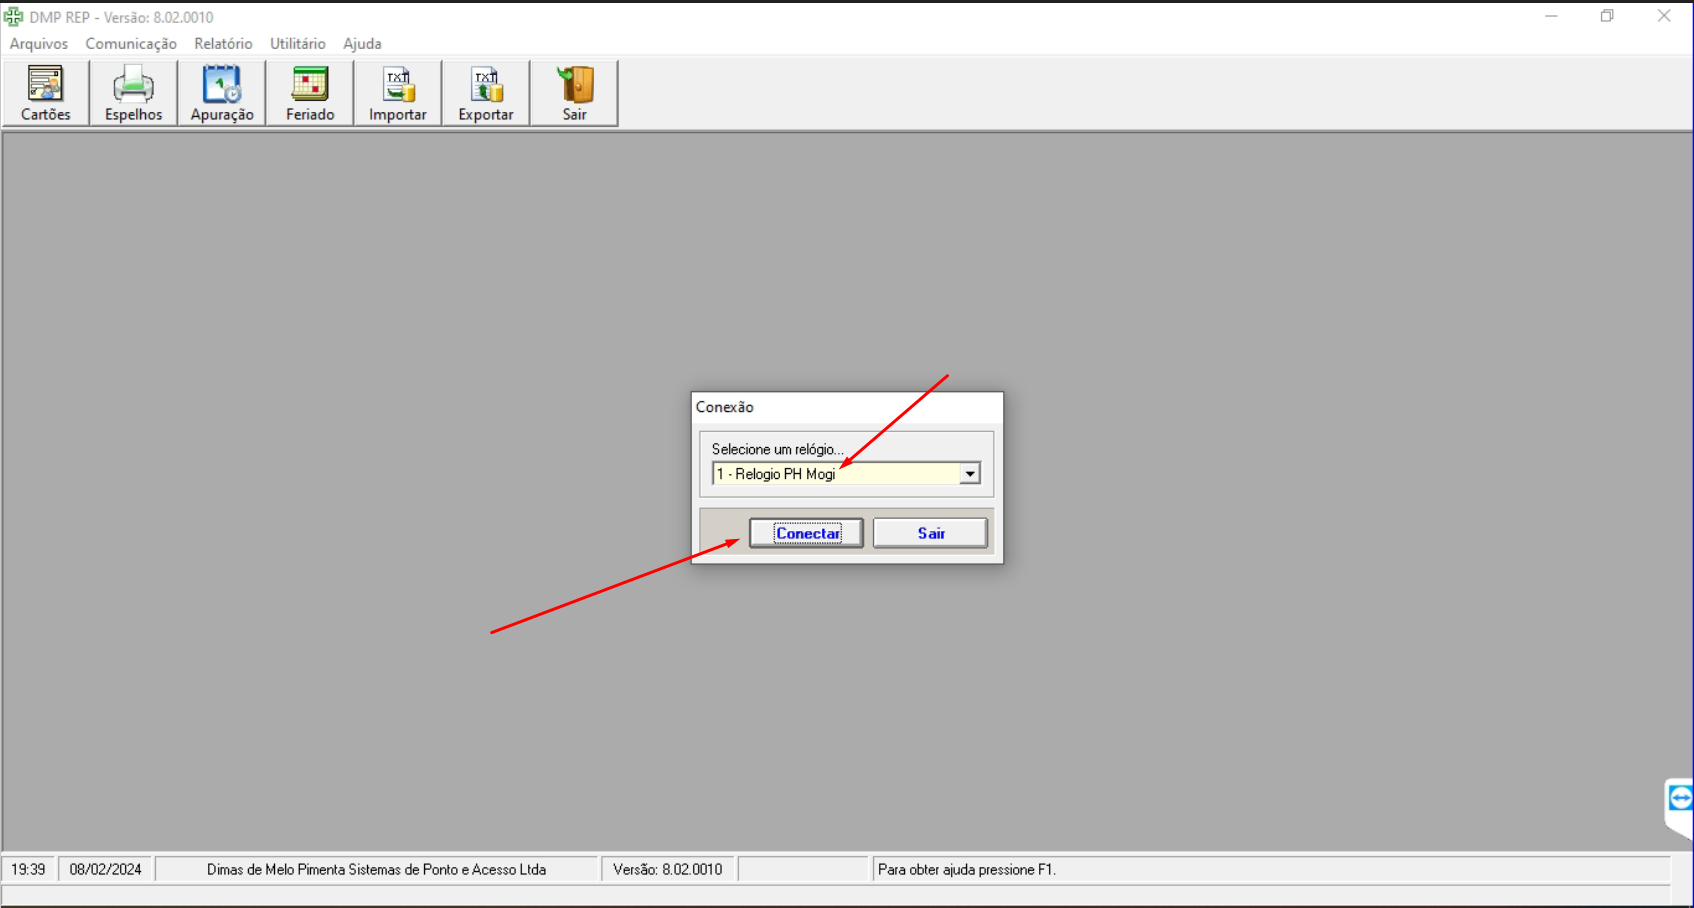 DMP REP - Versão: 8.02.0010
Arquivos Comunicação Relatório Utilitário Ajuda
Cartões Espelhos Apuração Feriado Importar Exportar Sair
Conexão
Selecione um relógio...
1 - Relogio PH Mogi
Conectar Sair
19:39 08/02/2024 Dimas de Melo Pimenta Sistemas de Ponto e Acesso Ltda Versão: 8.02.0010 Para obter ajuda pressione F1.